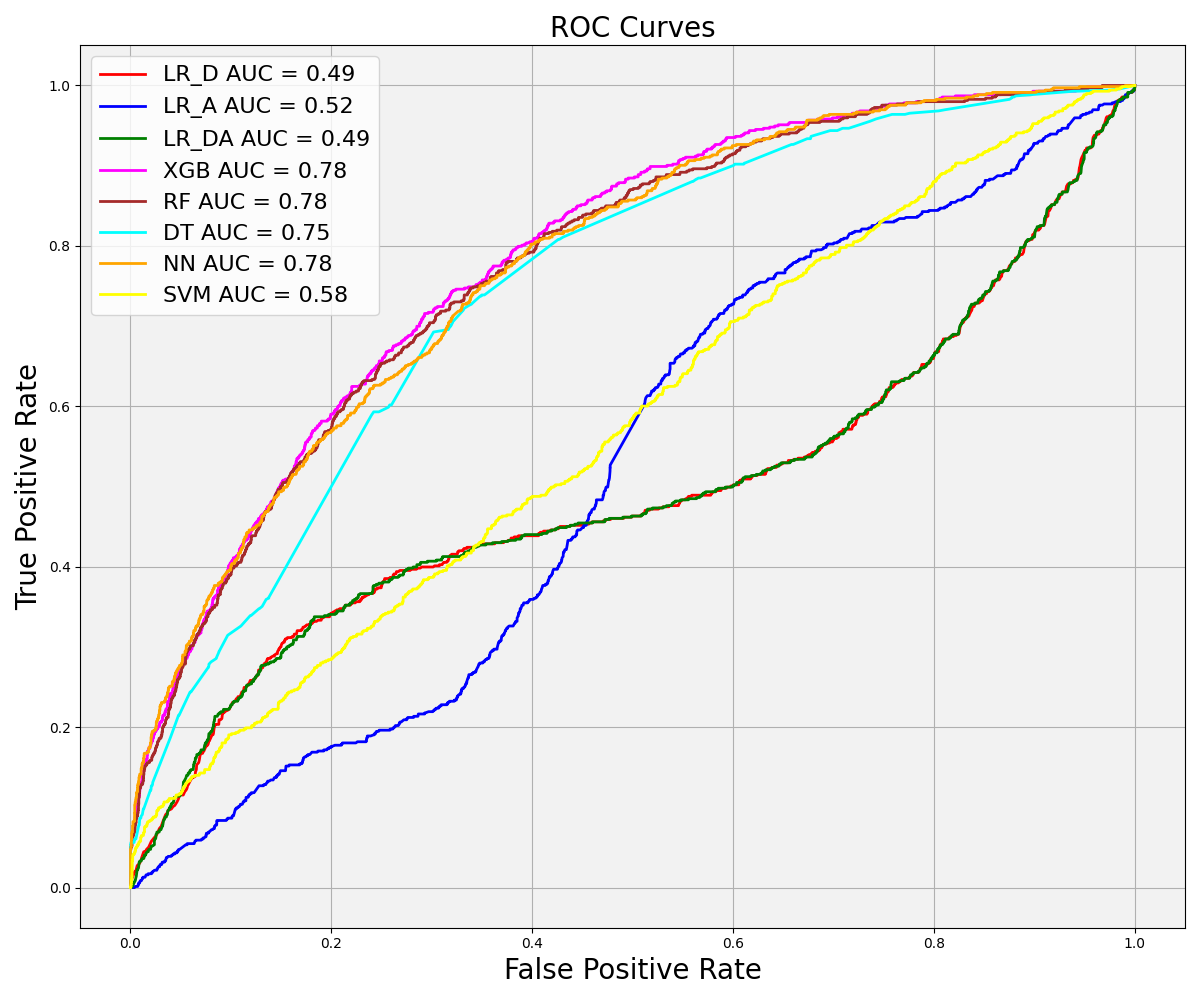 ROC Curves
LR_D AUC = 0.49
LR_A AUC = 0.52
LR_DA AUC = 0.49
XGB AUC = 0.78
RF AUC = 0.78
DT AUC = 0.75
NN AUC = 0.78
SVM AUC = 0.58
True Positive Rate
1.0
0.8
0.6
0.4
0.2
0.0
0.0 0.2 0.4 0.6 0.8 1.0
False Positive Rate